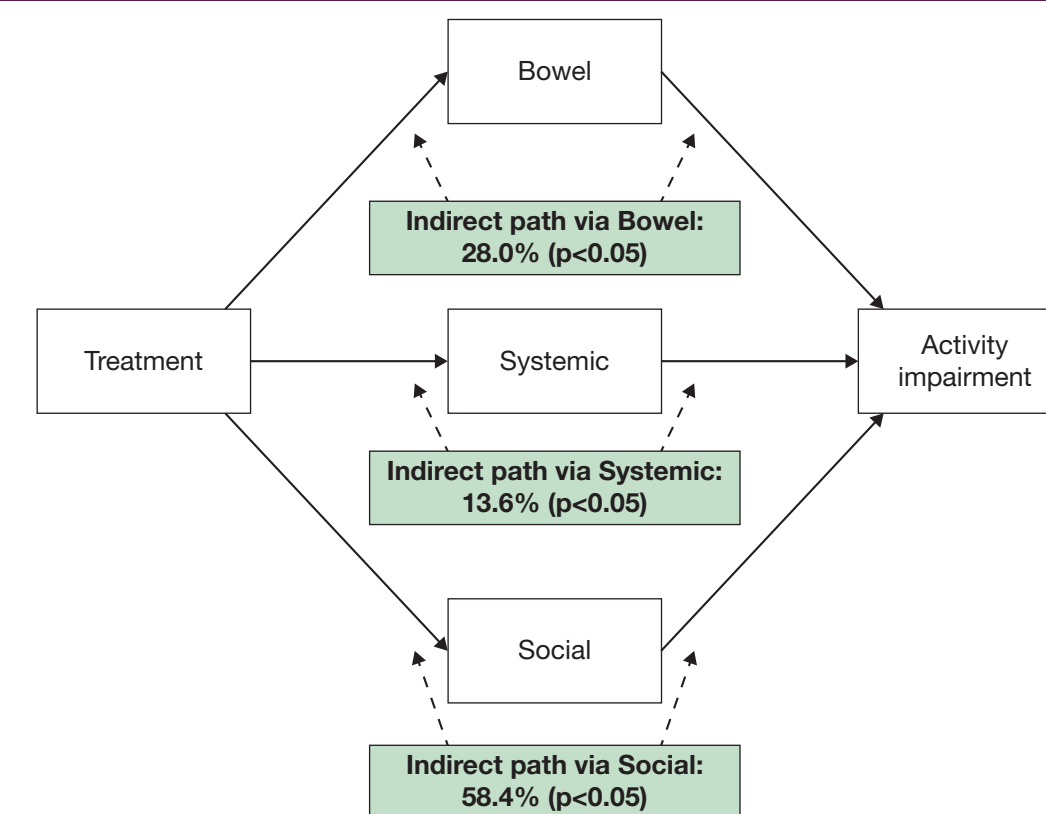 Bowel
Indirect path via Bowel:
28.0% (p<0.05)
Treatment
Systemic
Activity
impairment
Indirect path via Systemic:
13.6% (p<0.05)
Social
Indirect path via Social:
58.4% (p<0.05)